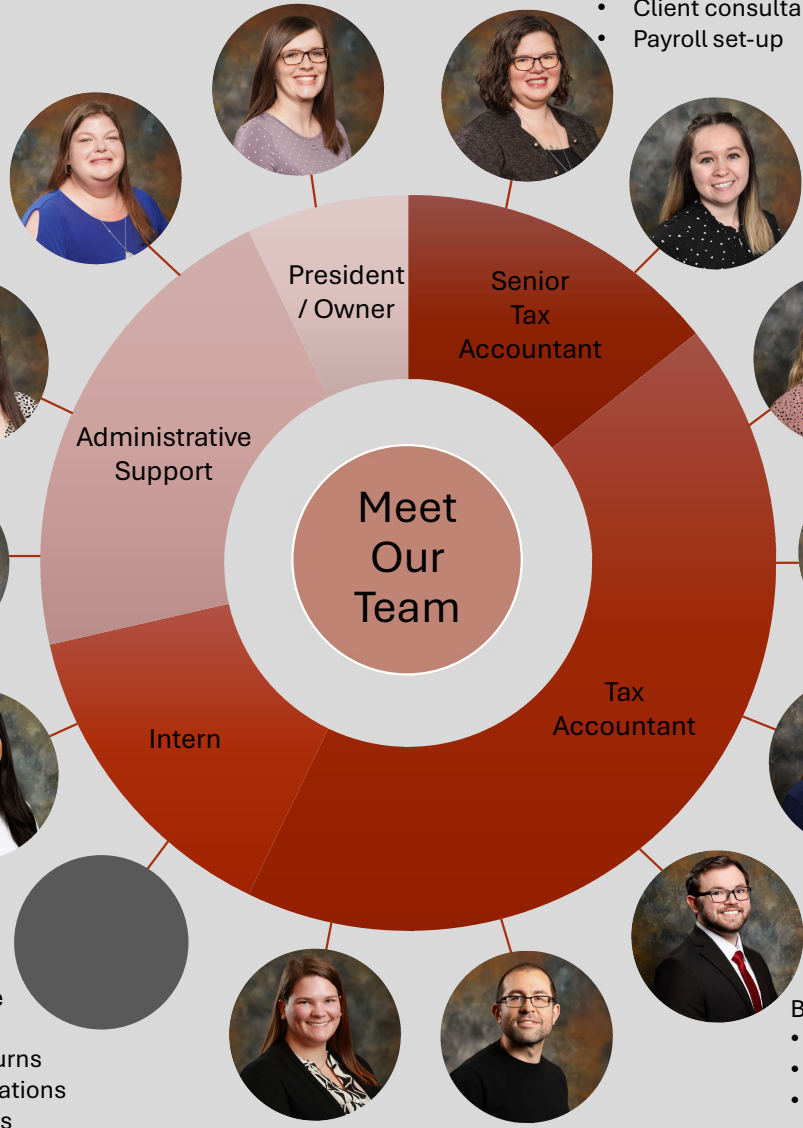 Client consulta
Payroll set-up
President
/ Owner
Senior
Tax
Accountant
Administrative
Support
Meet
Our
Team
Tax
Accountant
Intern
e
urns
ations
s
B